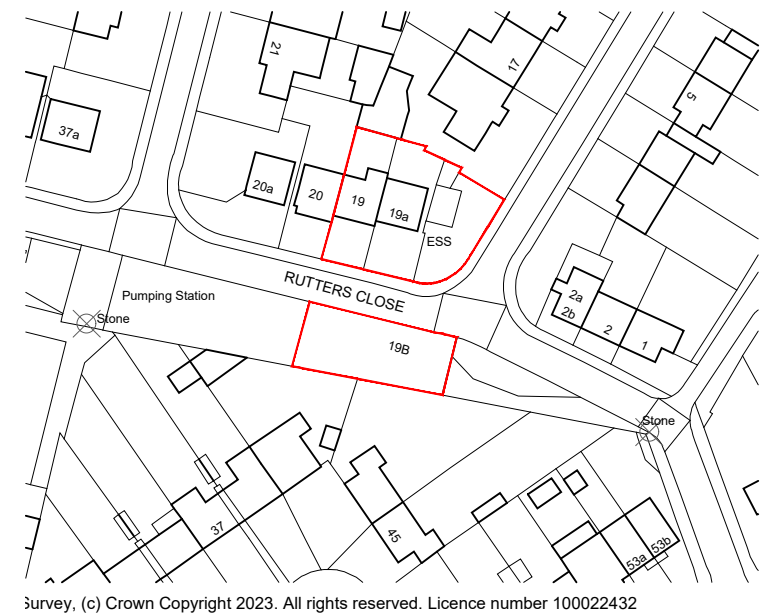 21
17
5
37a
20a
20
19
19a
ESS
RUTTERS CLOSE
Pumping Station
Stone
19B
2a
2b
2
1
Stone
37
45
53a
53b
Survey, (c) Crown Copyright 2023. All rights reserved. Licence number 100022432